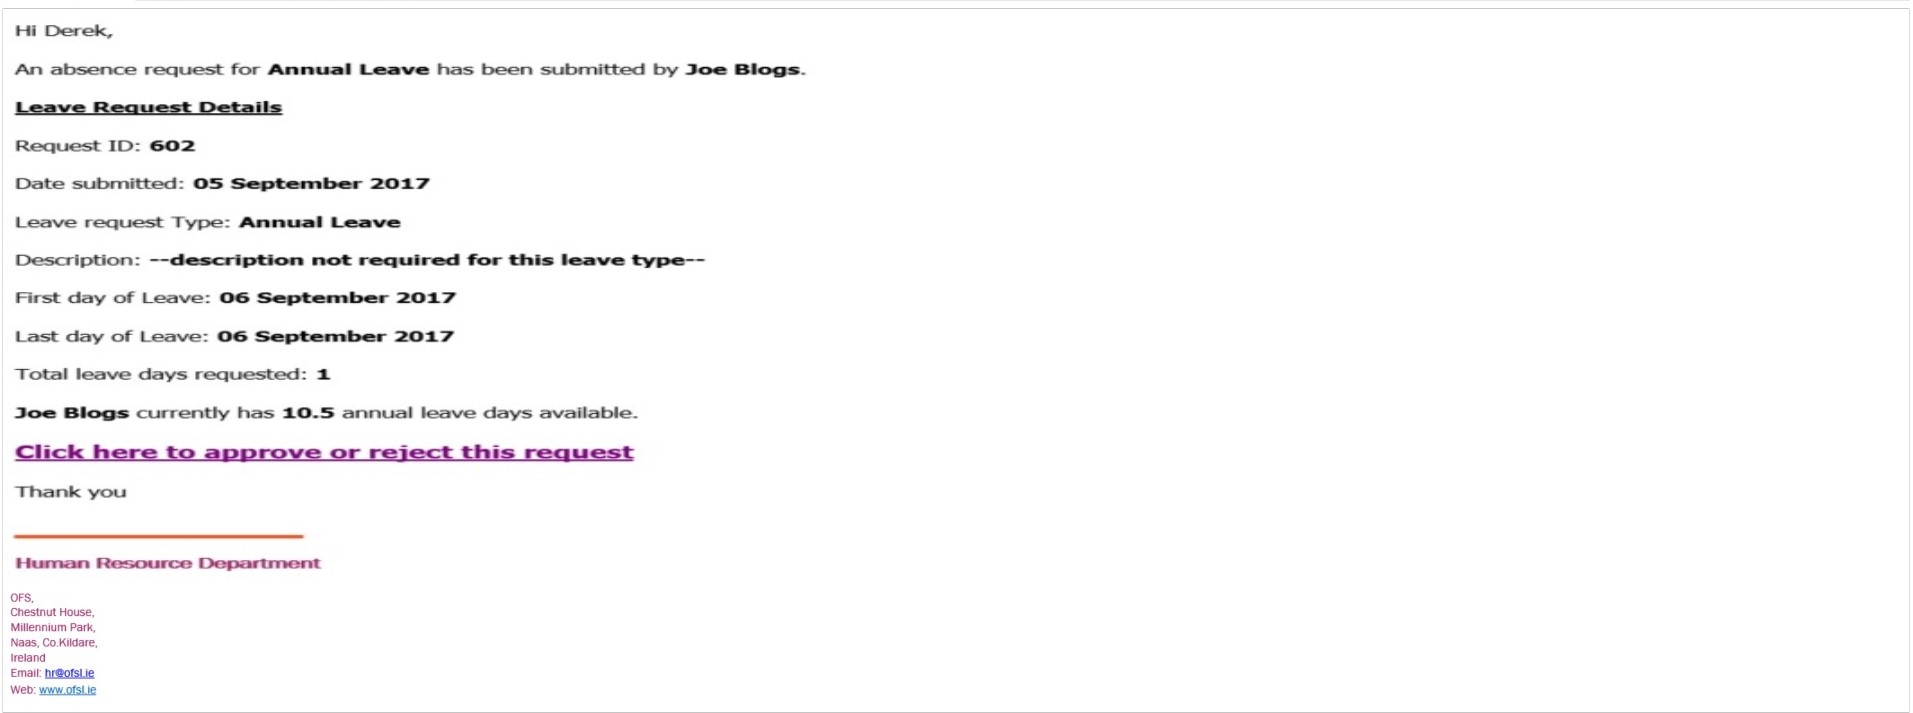 Hi Derek,
An absence request for Annual Leave has been submitted by Joe Blogs.
Leave Request Details
Request ID: 602
Date submitted: 05 September 2017
Leave request Type: Annual Leave
Description: --description not required for this leave type--
First day of Leave: 06 September 2017
Last day of Leave: 06 September 2017
Total leave days requested: 1
Joe Blogs currently has 10.5 annual leave days available.
Click here to approve or reject this request
Thank you
Human Resource Department
OFS,
Chestnut House,
Millennium Park,
Naas, Co.Kildare,
Ireland
Email: hr@ofsl.ie
Web: www.ofsl.ie